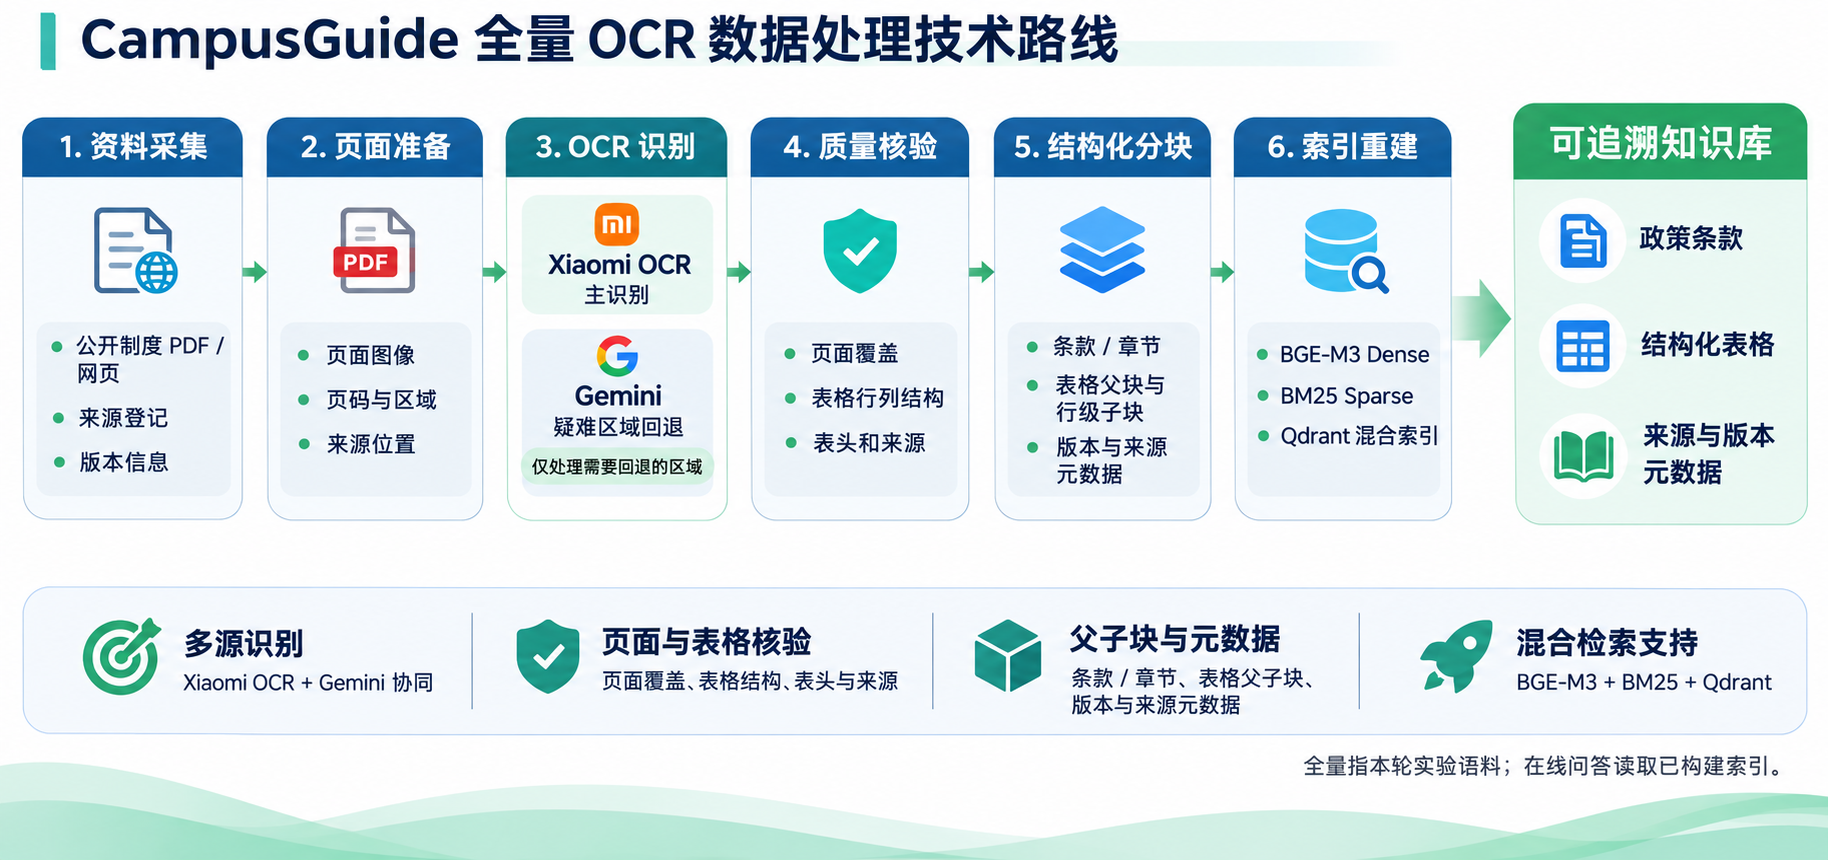 CampusGuide 全量 OCR 数据处理技术路线
1. 资料采集
公开制度 PDF /
网页
来源登记
版本信息
2. 页面准备
PDF
页面图像
页码与区域
来源位置
3. OCR 识别
mi
Xiaomi OCR
主识别
G
Gemini
疑难区域回退
仅处理需要回退的区域
4. 质量核验
页面覆盖
表格行列结构
表头和来源
5. 结构化分块
条款 / 章节
表格父块与
行级子块
版本与来源
元数据
6. 索引重建
BGE-M3 Dense
BM25 Sparse
Qdrant 混合索引
可追溯知识库
政策条款
结构化表格
来源与版本
元数据
多源识别
Xiaomi OCR + Gemini 协同
页面与表格核验
页面覆盖、表格结构、表头与来源
父子块与元数据
条款 / 章节、表格父子块、
版本与来源元数据
混合检索支持
BGE-M3 + BM25 + Qdrant
全量指本轮实验语料；在线问答读取已构建索引。